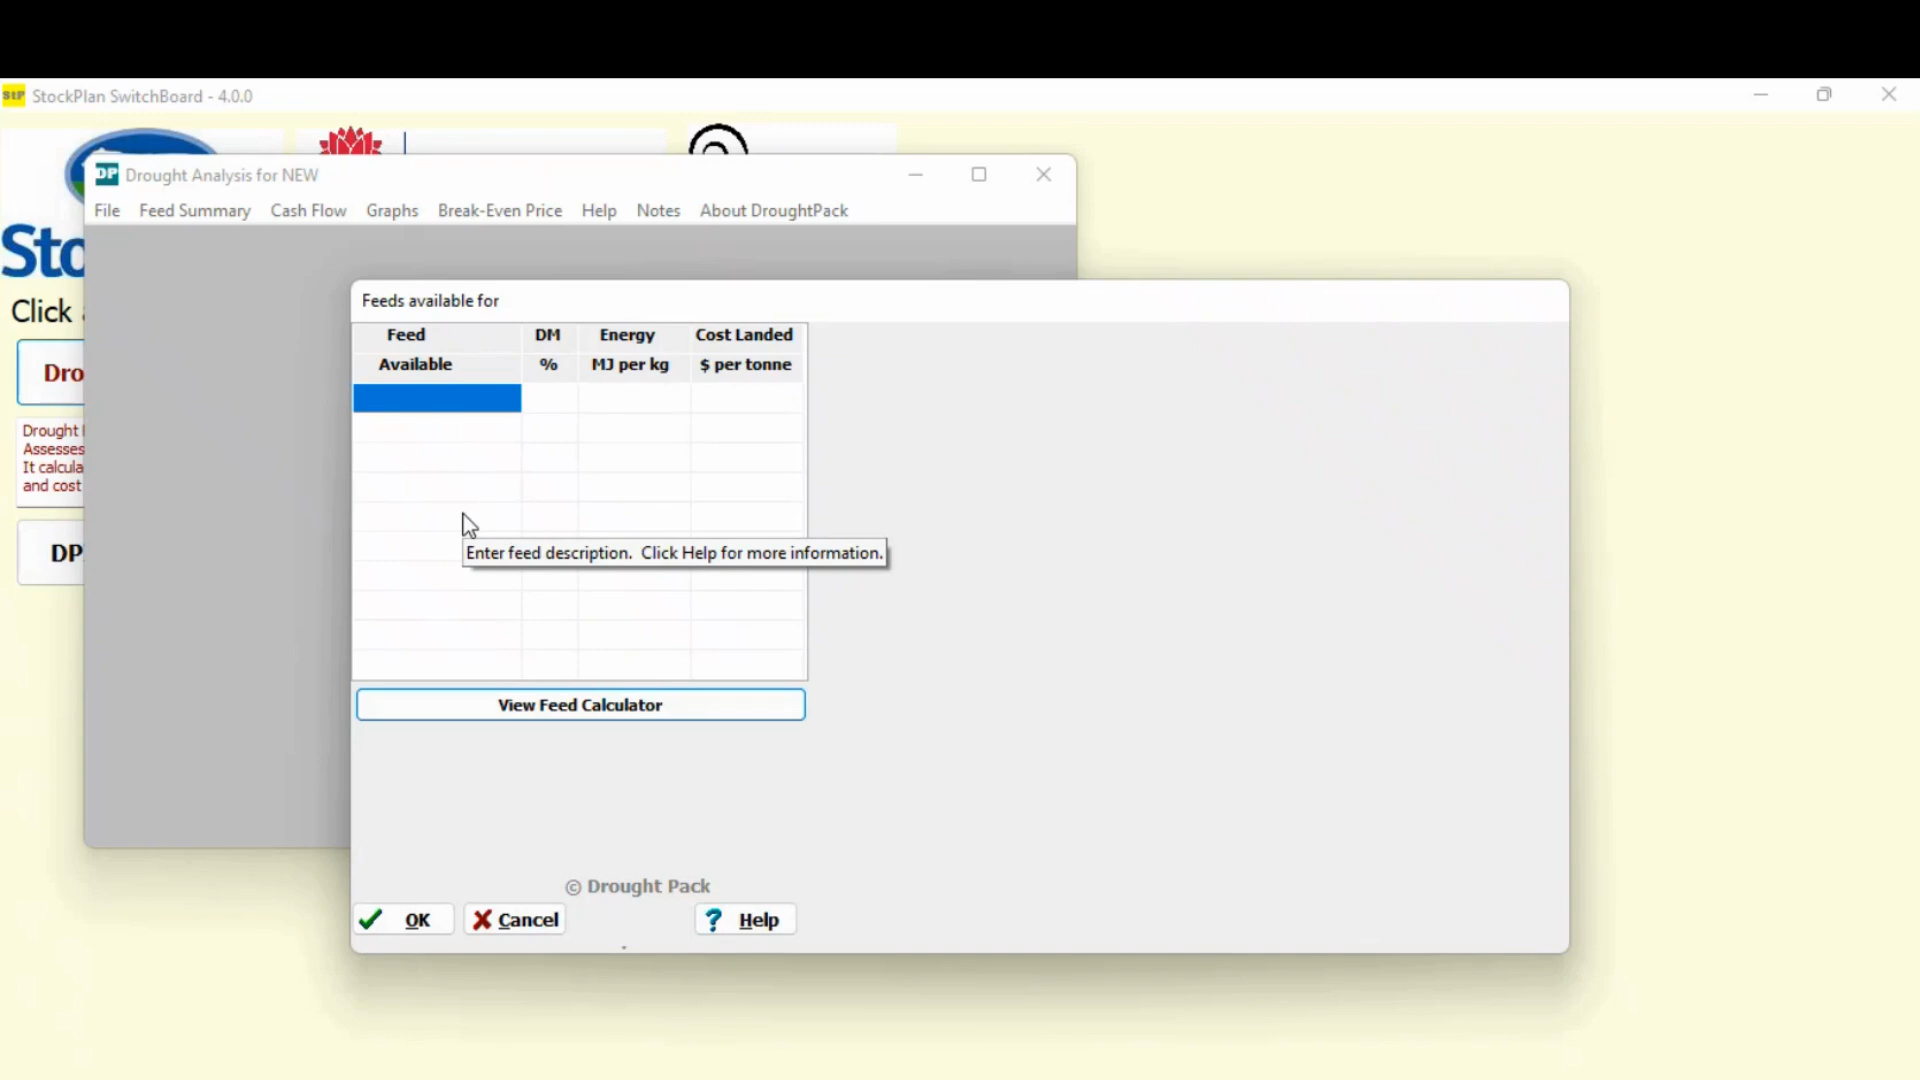 StP StockPlan SwitchBoard - 4.0.0
DP Drought Analysis for NEW
File Feed Summary Cash Flow Graphs Break-Even Price Help Notes About DroughtPack
Sto
Click
Feeds available for
Feed DM Energy Cost Landed
Available % MJ per kg $ per tonne
Dro
Drought
Assesses
It calcula
and cost
DP
Enter feed description. Click Help for more information.
View Feed Calculator
© Drought Pack
OK Cancel ? Help